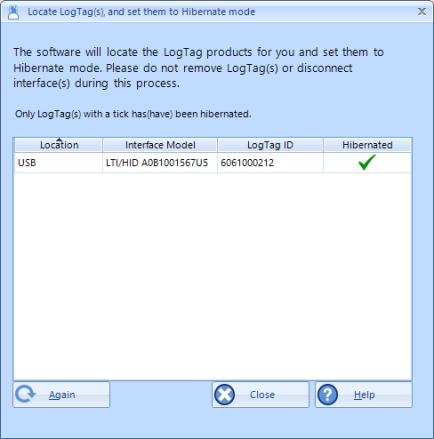 Locate LogTag(s), and set them to Hibernate mode
The software will locate the LogTag products for you and set them to
Hibernate mode. Please do not remove LogTag(s) or disconnect
interface(s) during this process.
Only LogTag(s) with a tick has(have) been hibernated.
Location Interface Model LogTag ID Hibernated
USB LTI/HID A0B1001567U5 6061000212
Again Close Help